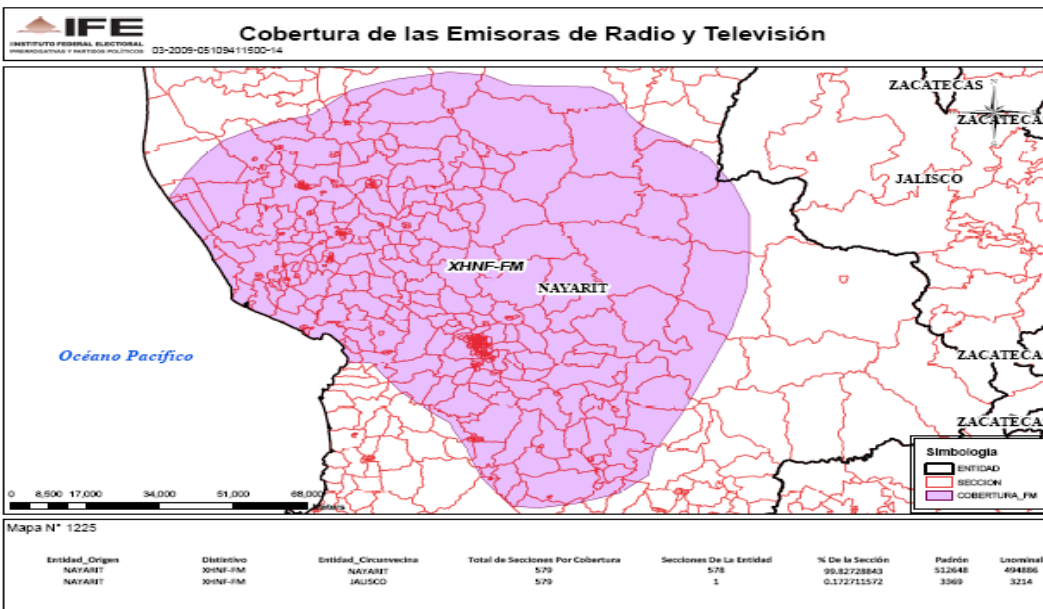 IFE
INSTITUTO FEDERAL ELECTORAL
PRERROGATIVAS Y PARTIDOS POLÍTICOS
03-2009-05109411500-14
Cobertura de las Emisoras de Radio y Televisión
ZACATECAS
N
ZACATECA
JALISCO
XHNF-FM
NAYARIT
Océano Pacífico
ZACATECA
ZACATECA
Simbología
ENTIDAD
SECCION
COBERTURA_FM
0 8,500 17,000 34,000 51,000 68,000
Meters
Mapa N° 1225
Entidad_Origen Distintivo Entidad_Circunvecina Total de Secciones Por Cobertura Secciones De La Entidad % De la Sección Padrón Lnominal
NAYARIT XHNF-FM NAYARIT 579 578 99.82728843 512648 494886
NAYARIT XHNF-FM JALISCO 579 1 0.172711572 3369 3214